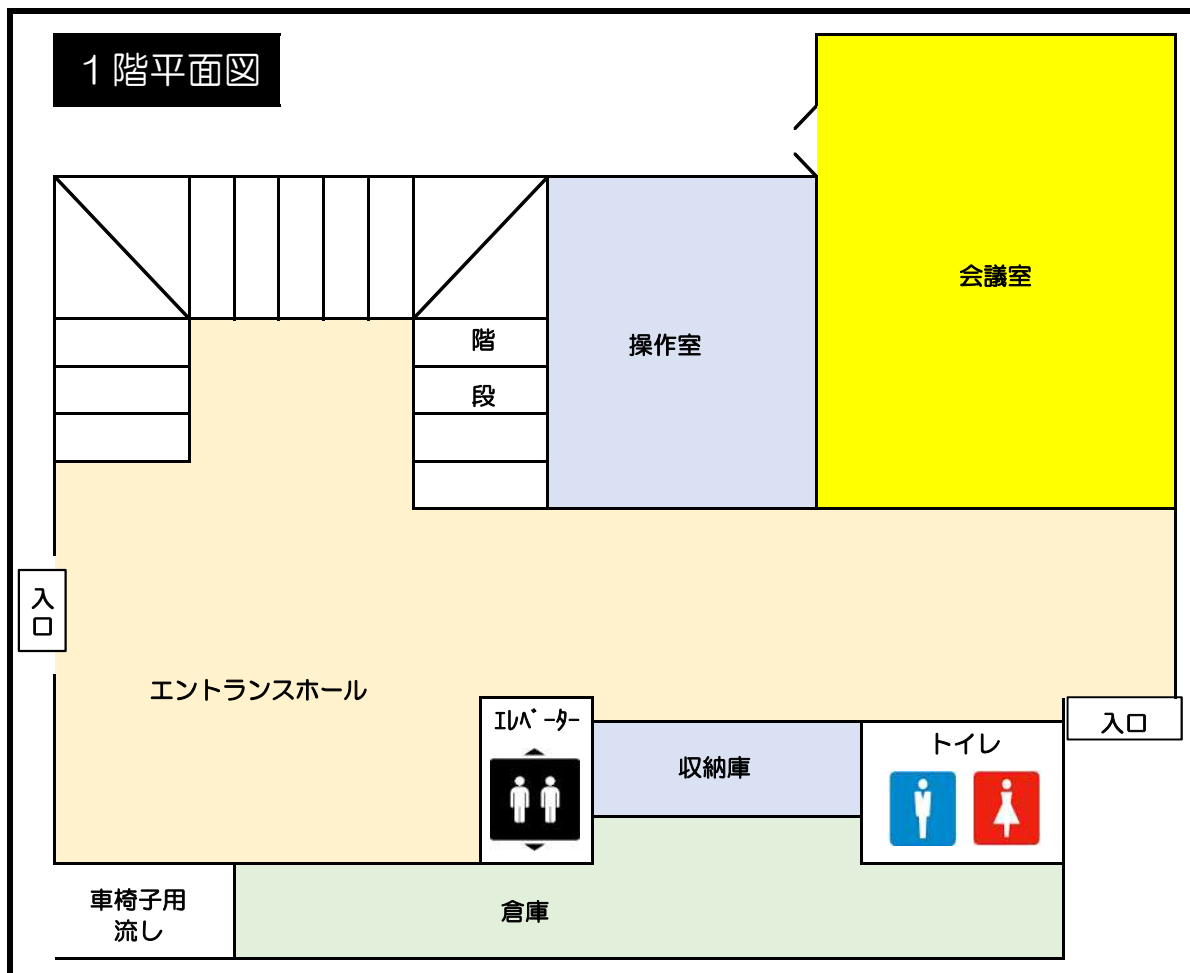 1階平面図
会議室
操作室
階
段
入
口
エントランスホール
ｴﾚﾍﾞｰﾀｰ
入口
トイレ
収納庫
車椅子用
流し
倉庫